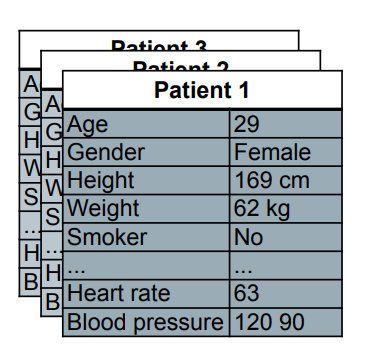 Patient 3
Patient 2
Patient 1
Age 29
Gender Female
Height 169 cm
Weight 62 kg
Smoker No
... ...
Heart rate 63
Blood pressure 120 90
A
G
H
W
S
...
H
B
A
G
H
W
S
...
H
B